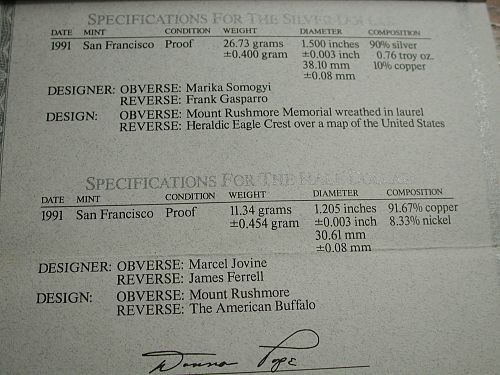 SPECIFICATIONS FOR THE SILVER DOLLAR
DATE MINT CONDITION WEIGHT DIAMETER COMPOSITION
1991 San Francisco Proof 26.73 grams 1.500 inches 90% silver
±0.400 gram ±0.003 inch 0.76 troy oz.
38.10 mm 10% copper
±0.08 mm
DESIGNER: OBVERSE: Marika Somogyi
REVERSE: Frank Gasparro
DESIGN: OBVERSE: Mount Rushmore Memorial wreathed in laurel
REVERSE: Heraldic Eagle Crest over a map of the United States
SPECIFICATIONS FOR THE HALF DOLLAR
DATE MINT CONDITION WEIGHT DIAMETER COMPOSITION
1991 San Francisco Proof 11.34 grams 1.205 inches 91.67% copper
±0.454 gram ±0.003 inch 8.33% nickel
30.61 mm
±0.08 mm
DESIGNER: OBVERSE: Marcel Jovine
REVERSE: James Ferrell
DESIGN: OBVERSE: Mount Rushmore
REVERSE: The American Buffalo
Donna Pope